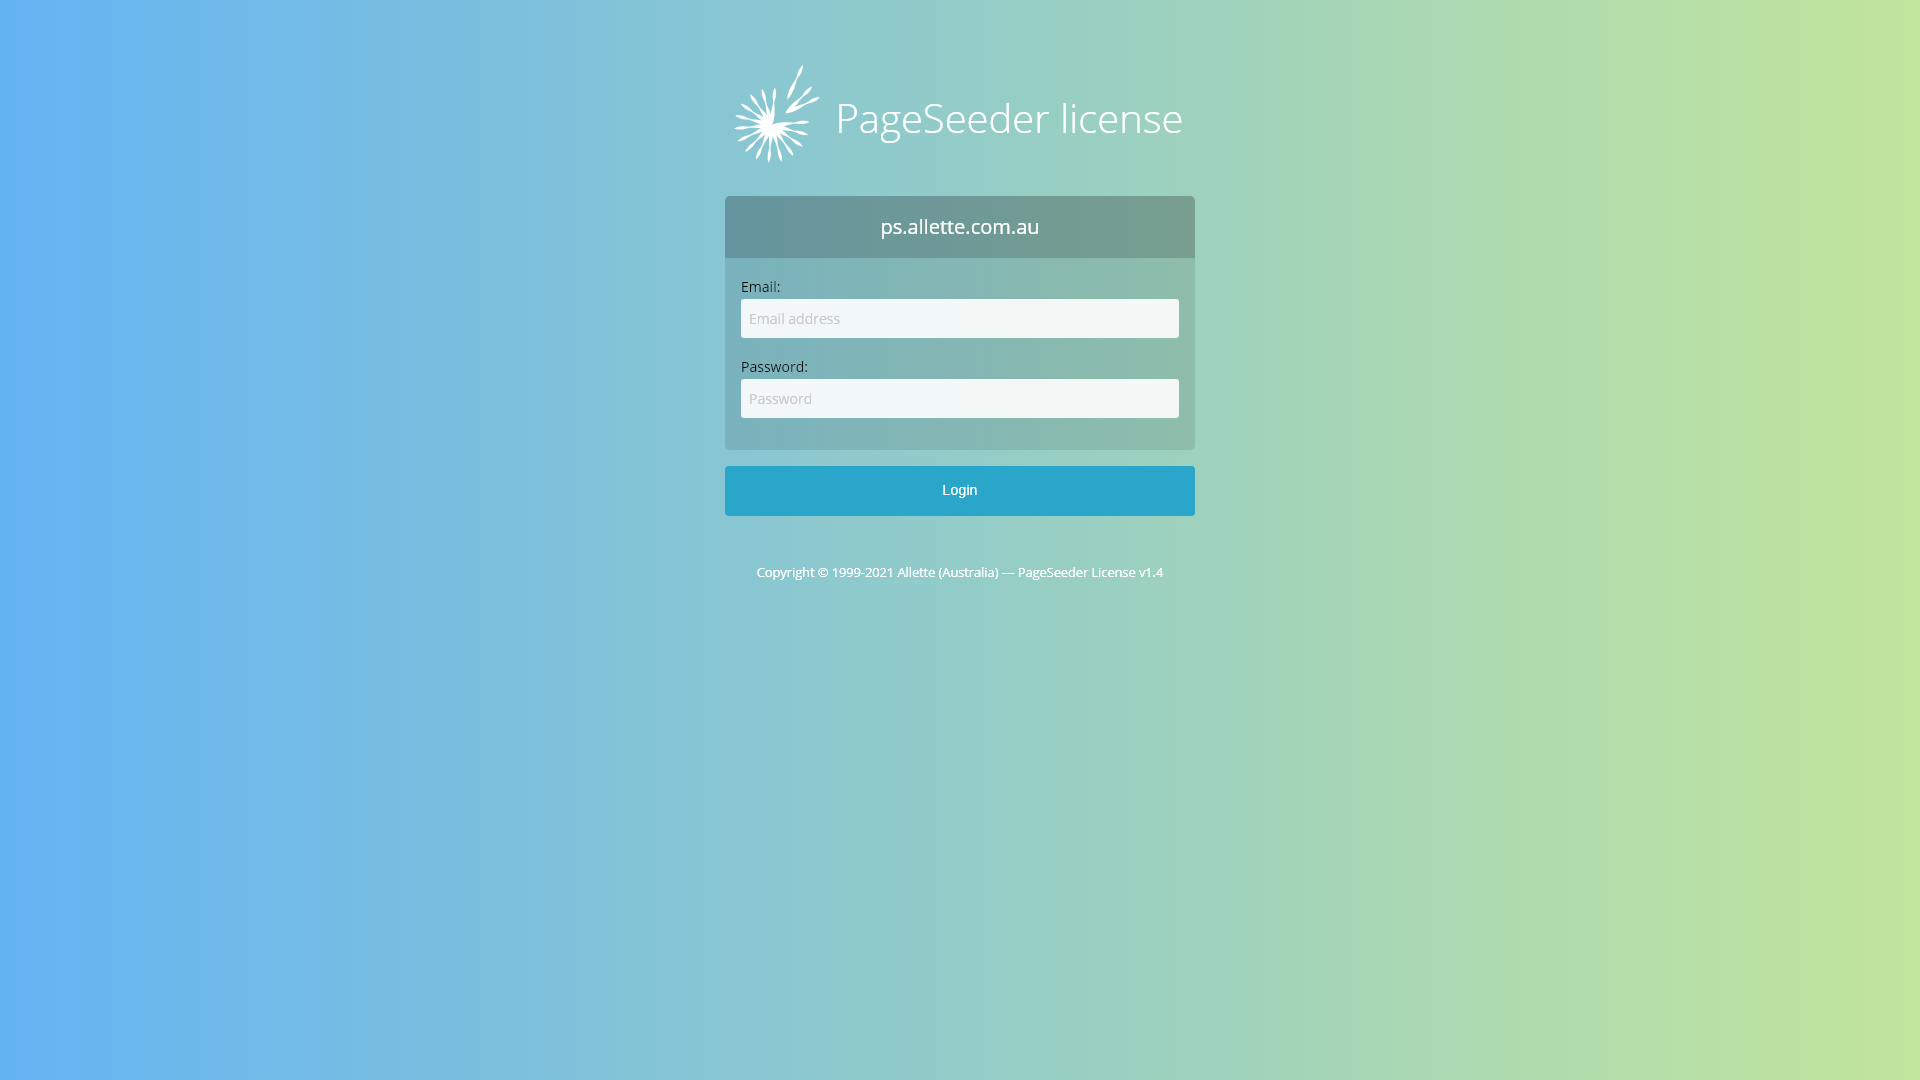 PageSeeder license
ps.allette.com.au
Email:
Email address
Password:
Password
Login
Copyright © 1999-2021 Allette (Australia) — PageSeeder License v1.4